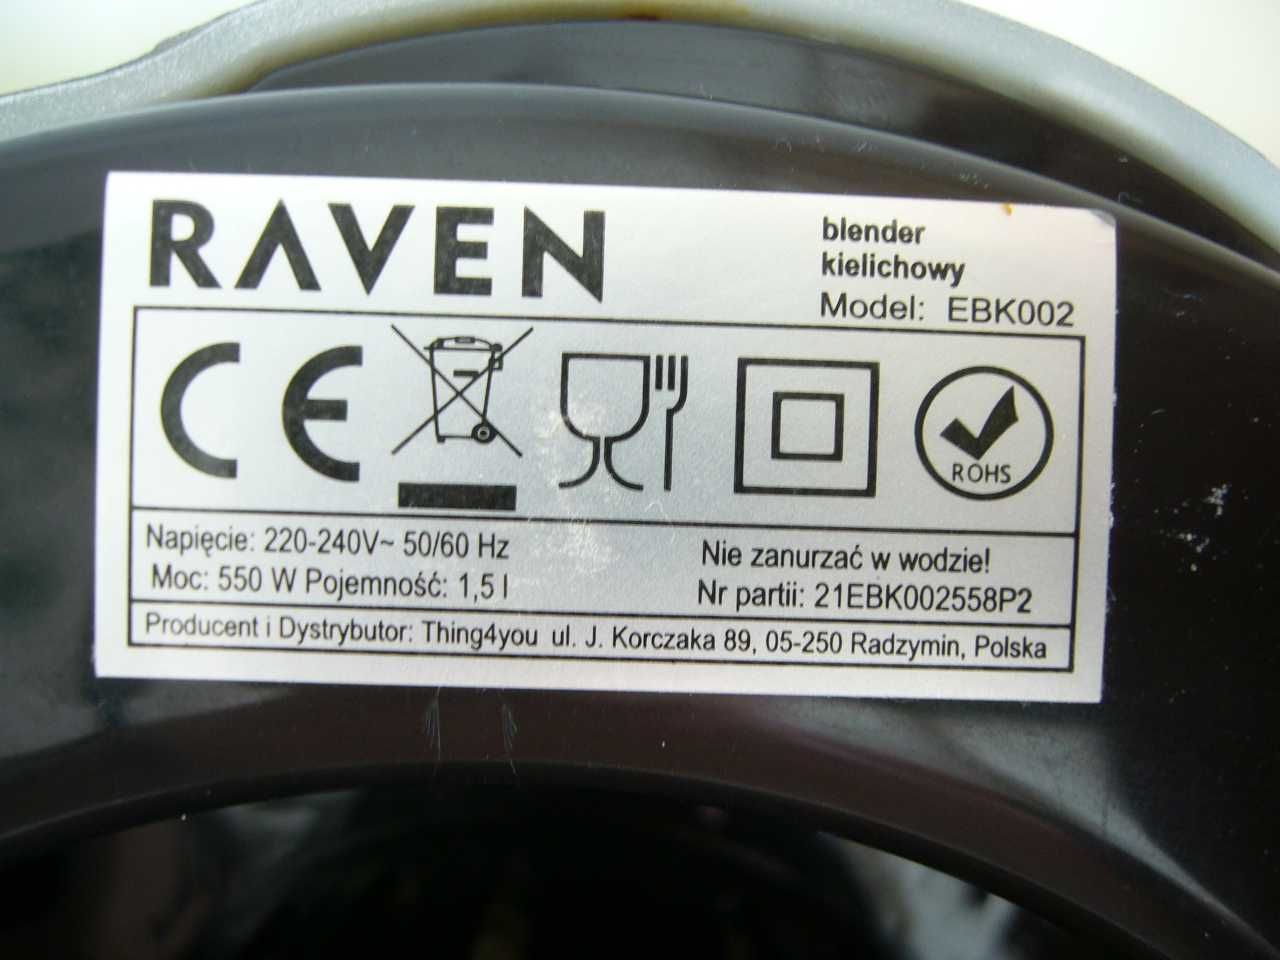 RAVEN
blender
kielichowy
Model: EBK002
CE
ROHS
Napięcie: 220-240V~ 50/60 Hz
Moc: 550 W Pojemność: 1,5 l
Nie zanurzać w wodzie!
Nr partii: 21EBK002558P2
Producent i Dystrybutor: Thing4you ul. J. Korczaka 89, 05-250 Radzymin, Polska